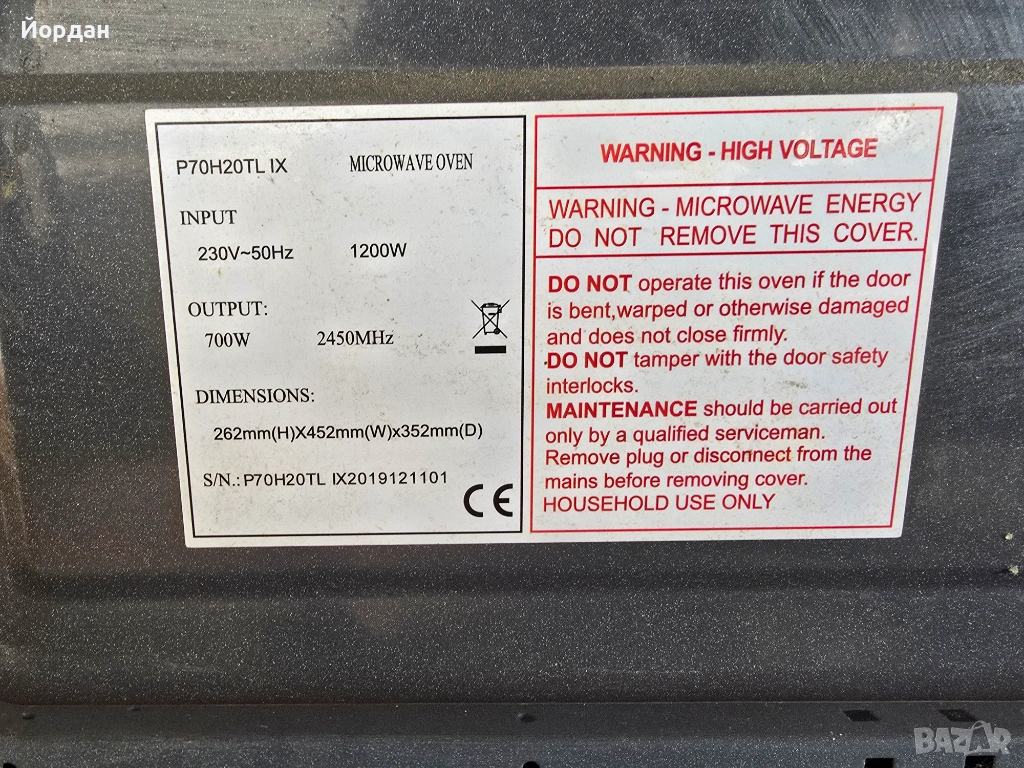 Йордан
P70H20TL IX MICROWAVE OVEN
INPUT
230V~50Hz 1200W
OUTPUT:
700W 2450MHz
DIMENSIONS:
262mm(H)X452mm(W)x352mm(D)
S/N.: P70H20TL IX2019121101
CE
WARNING - HIGH VOLTAGE
WARNING - MICROWAVE ENERGY
DO NOT REMOVE THIS COVER.
DO NOT operate this oven if the door
is bent,warped or otherwise damaged
and does not close firmly.
DO NOT tamper with the door safety
interlocks.
MAINTENANCE should be carried out
only by a qualified serviceman.
Remove plug or disconnect from the
mains before removing cover.
HOUSEHOLD USE ONLY
BAZAR